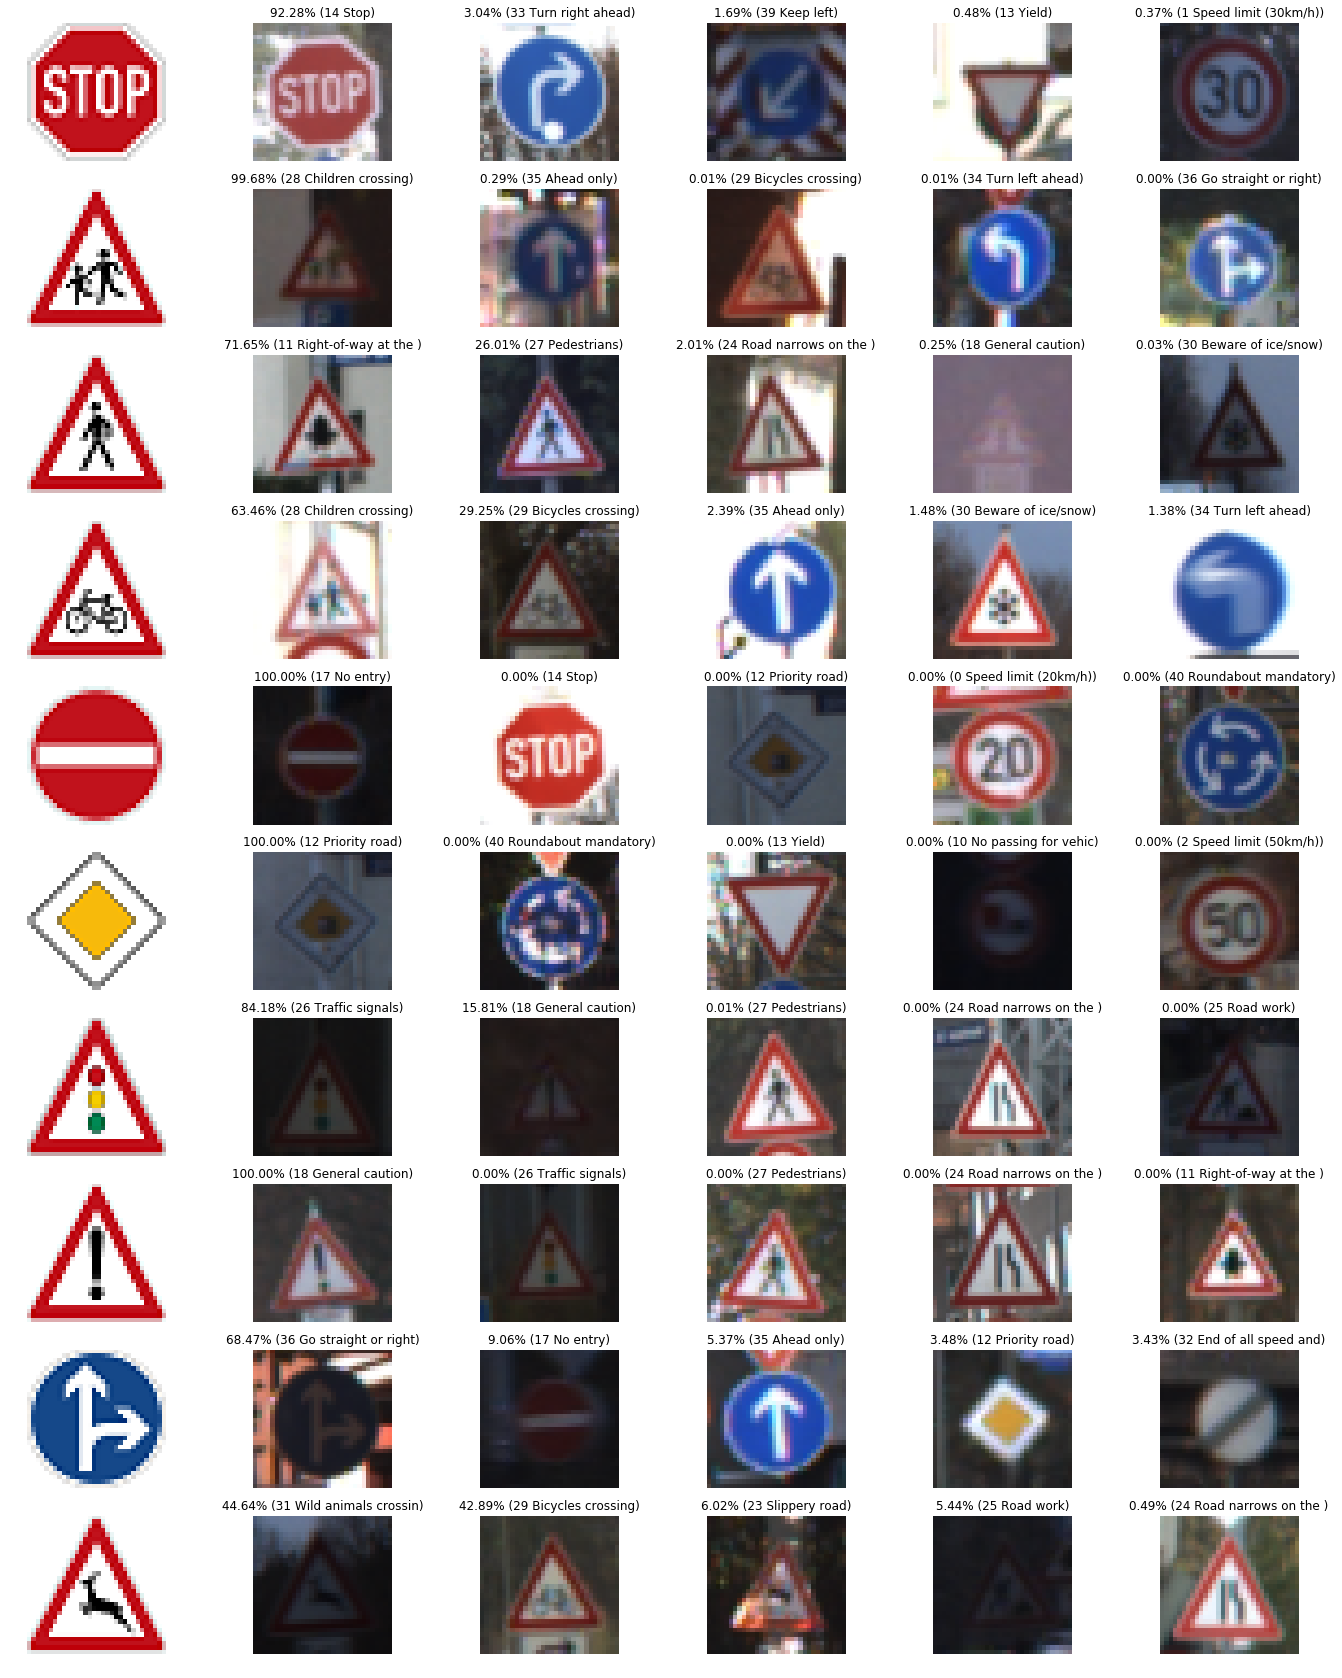 92.28% (14 Stop)
3.04% (33 Turn right ahead)
1.69% (39 Keep left)
0.48% (13 Yield)
0.37% (1 Speed limit (30km/h))
STOP
STOP
30
99.68% (28 Children crossing)
0.29% (35 Ahead only)
0.01% (29 Bicycles crossing)
0.01% (34 Turn left ahead)
0.00% (36 Go straight or right)
71.65% (11 Right-of-way at the )
26.01% (27 Pedestrians)
2.01% (24 Road narrows on the )
0.25% (18 General caution)
0.03% (30 Beware of ice/snow)
63.46% (28 Children crossing)
29.25% (29 Bicycles crossing)
2.39% (35 Ahead only)
1.48% (30 Beware of ice/snow)
1.38% (34 Turn left ahead)
100.00% (17 No entry)
0.00% (14 Stop)
0.00% (12 Priority road)
0.00% (0 Speed limit (20km/h))
0.00% (40 Roundabout mandatory)
STOP
20
100.00% (12 Priority road)
0.00% (40 Roundabout mandatory)
0.00% (13 Yield)
0.00% (10 No passing for vehic)
0.00% (2 Speed limit (50km/h))
50
84.18% (26 Traffic signals)
15.81% (18 General caution)
0.01% (27 Pedestrians)
0.00% (24 Road narrows on the )
0.00% (25 Road work)
100.00% (18 General caution)
0.00% (26 Traffic signals)
0.00% (27 Pedestrians)
0.00% (24 Road narrows on the )
0.00% (11 Right-of-way at the )
68.47% (36 Go straight or right)
9.06% (17 No entry)
5.37% (35 Ahead only)
3.48% (12 Priority road)
3.43% (32 End of all speed and)
44.64% (31 Wild animals crossin)
42.89% (29 Bicycles crossing)
6.02% (23 Slippery road)
5.44% (25 Road work)
0.49% (24 Road narrows on the )